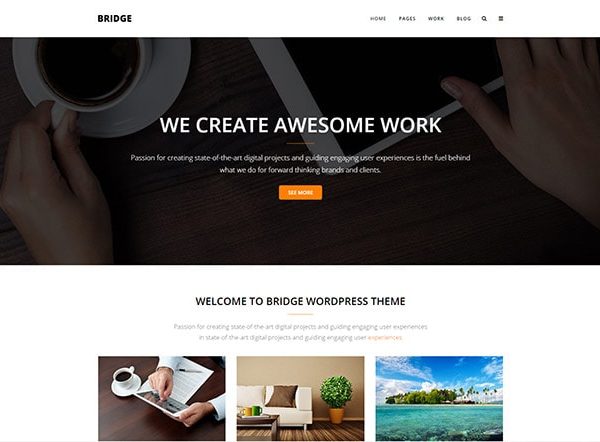 BRIDGE
HOME PAGES WORK BLOG
WE CREATE AWESOME WORK
Passion for creating state-of-the-art digital projects and guiding engaging user experiences is the fuel behind
what we do for forward thinking brands and clients.
SEE MORE
WELCOME TO BRIDGE WORDPRESS THEME
Passion for creating state of the art digital projects and guiding engaging user experiences
in state-of-the-art digital projects and guiding engaging user experiences